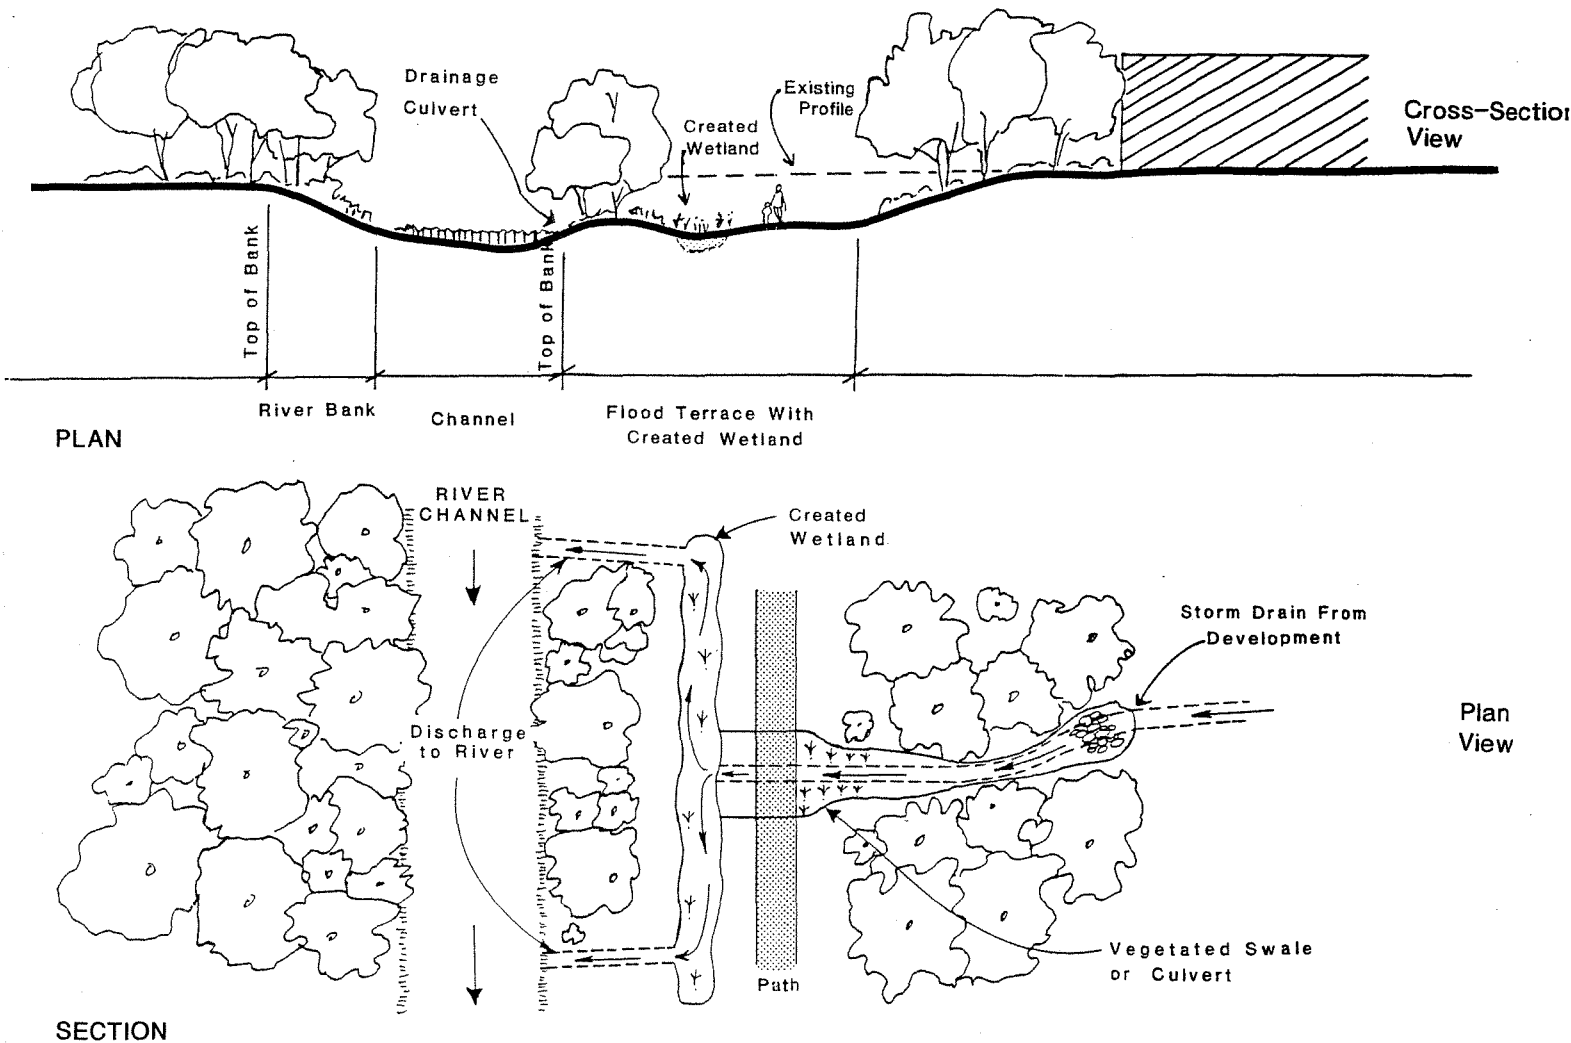 Drainage
Culvert
Existing
Profile
Created
Wetland
Cross-Section
View
Top of Bank
Top of Bank
River Bank
Channel
Flood Terrace With
Created Wetland
PLAN
RIVER
CHANNEL
Created
Wetland
Storm Drain From
Development
Discharge
to River
Plan
View
Vegetated Swale
or Culvert
Path
SECTION